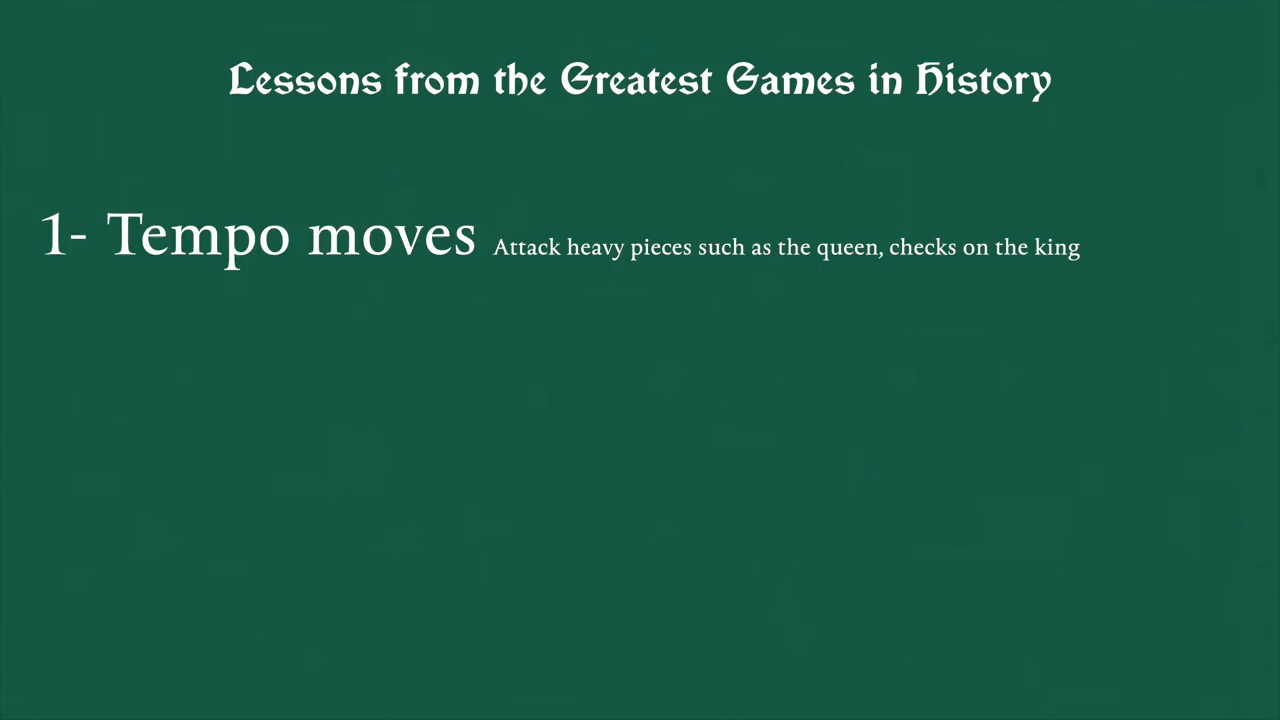 Lessons from the Greatest Games in History
1- Tempo moves Attack heavy pieces such as the queen, checks on the king